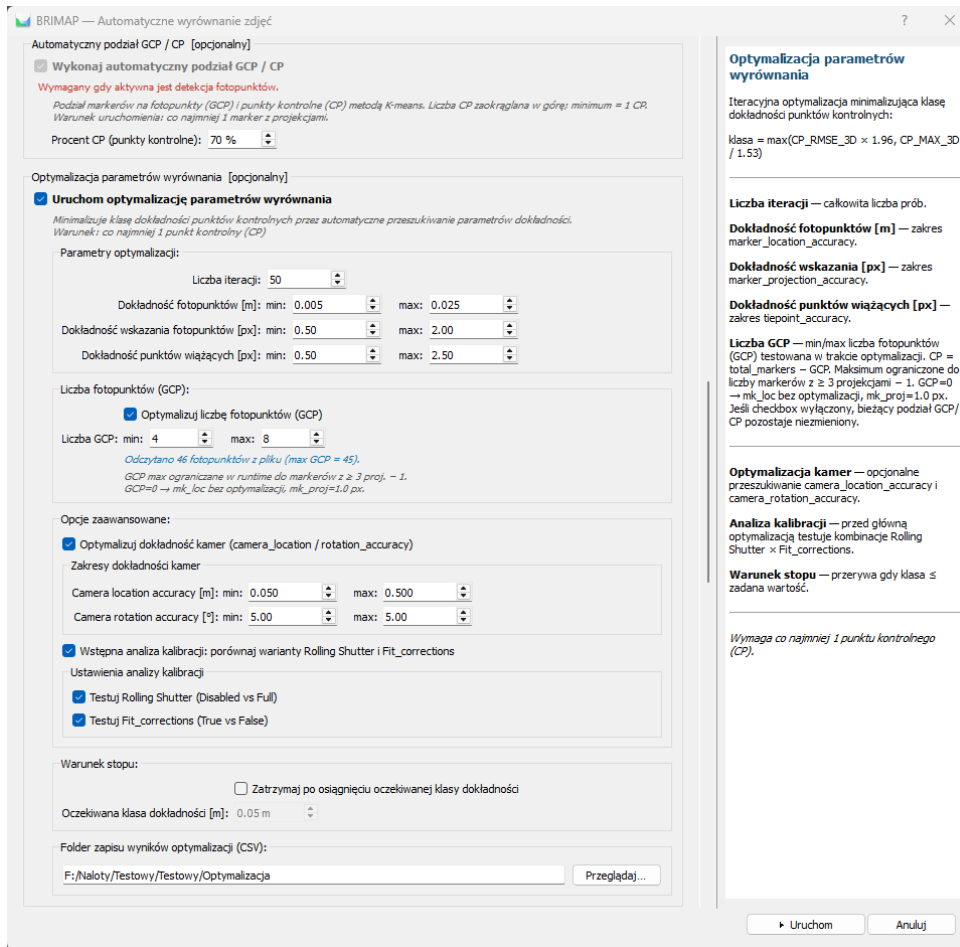 BRIMAP — Automatyczne wyrównanie zdjęć
?
Automatyczny podział GCP / CP [opcjonalny]
Wykonaj automatyczny podział GCP / CP
Wymagany gdy aktywna jest detekcja fotopunktów.
Podział markerów na fotopunkty (GCP) i punkty kontrolne (CP) metodą K-means. Liczba CP zaokrąglana w górę; minimum = 1 CP.
Warunek uruchomienia: co najmniej 1 marker z projekcjami.
Procent CP (punkty kontrolne): 70 %
Optymalizacja parametrów wyrównania [opcjonalny]
Uruchom optymalizację parametrów wyrównania
Minimalizuje klasę dokładności punktów kontrolnych przez automatyczne przeszukiwanie parametrów dokładności.
Warunek: co najmniej 1 punkt kontrolny (CP)
Parametry optymalizacji:
Liczba iteracji: 50
Dokładność fotopunktów [m]: min: 0.005 max: 0.025
Dokładność wskazania fotopunktów [px]: min: 0.50 max: 2.00
Dokładność punktów wiążących [px]: min: 0.50 max: 2.50
Liczba fotopunktów (GCP):
Optymalizuj liczbę fotopunktów (GCP)
Liczba GCP: min: 4 max: 8
Odczytano 46 fotopunktów z pliku (max GCP = 45).
GCP max ograniczane w runtime do markerów z ≥ 3 proj. − 1.
GCP=0 → mk_loc bez optymalizacji, mk_proj=1.0 px.
Opcje zaawansowane:
Optymalizuj dokładność kamer (camera_location / rotation_accuracy)
Zakresy dokładności kamer
Camera location accuracy [m]: min: 0.050 max: 0.500
Camera rotation accuracy [°]: min: 5.00 max: 5.00
Wstępna analiza kalibracji: porównaj warianty Rolling Shutter i Fit_corrections
Ustawienia analizy kalibracji
Testuj Rolling Shutter (Disabled vs Full)
Testuj Fit_corrections (True vs False)
Warunek stopu:
Zatrzymaj po osiągnięciu oczekiwanej klasy dokładności
Oczekiwana klasa dokładności [m]: 0.05 m
Folder zapisu wyników optymalizacji (CSV):
F:/Naloty/Testowy/Testowy/Optymalizacja
Przeglądaj...
Optymalizacja parametrów
wyrównania
Iteracyjna optymalizacja minimalizująca klasę
dokładności punktów kontrolnych:
klasa = max(CP_RMSE_3D × 1.96, CP_MAX_3D
/ 1.53)
Liczba iteracji — całkowita liczba prób.
Dokładność fotopunktów [m] — zakres
marker_location_accuracy.
Dokładność wskazania [px] — zakres
marker_projection_accuracy.
Dokładność punktów wiążących [px] —
zakres tiepoint_accuracy.
Liczba GCP — min/max liczba fotopunktów
(GCP) testowana w trakcie optymalizacji. CP =
total_markers − GCP. Maksimum ograniczone do
liczby markerów z ≥ 3 projekcjami − 1. GCP=0
→ mk_loc bez optymalizacji, mk_proj=1.0 px.
Jeśli checkbox wyłączony, bieżący podział GCP/
CP pozostaje niezmieniony.
Optymalizacja kamer — opcjonalne
przeszukiwanie camera_location_accuracy i
camera_rotation_accuracy.
Analiza kalibracji — przed główną
optymalizacją testuje kombinacje Rolling
Shutter × Fit_corrections.
Warunek stopu — przerywa gdy klasa ≤
zadana wartość.
Wymaga co najmniej 1 punktu kontrolnego
(CP).
Uruchom
Anuluj